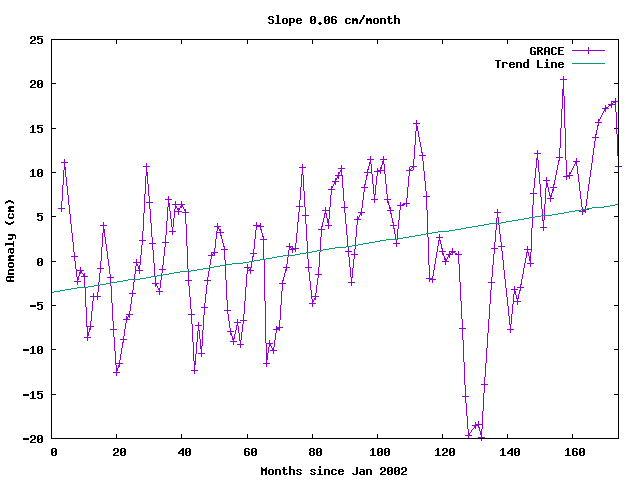 Slope 0.06 cm/month
25
20
15
10
5
0
-5
-10
-15
-20
Anomaly (cm)
GRACE
Trend Line
0 20 40 60 80 100 120 140 160
Months since Jan 2002